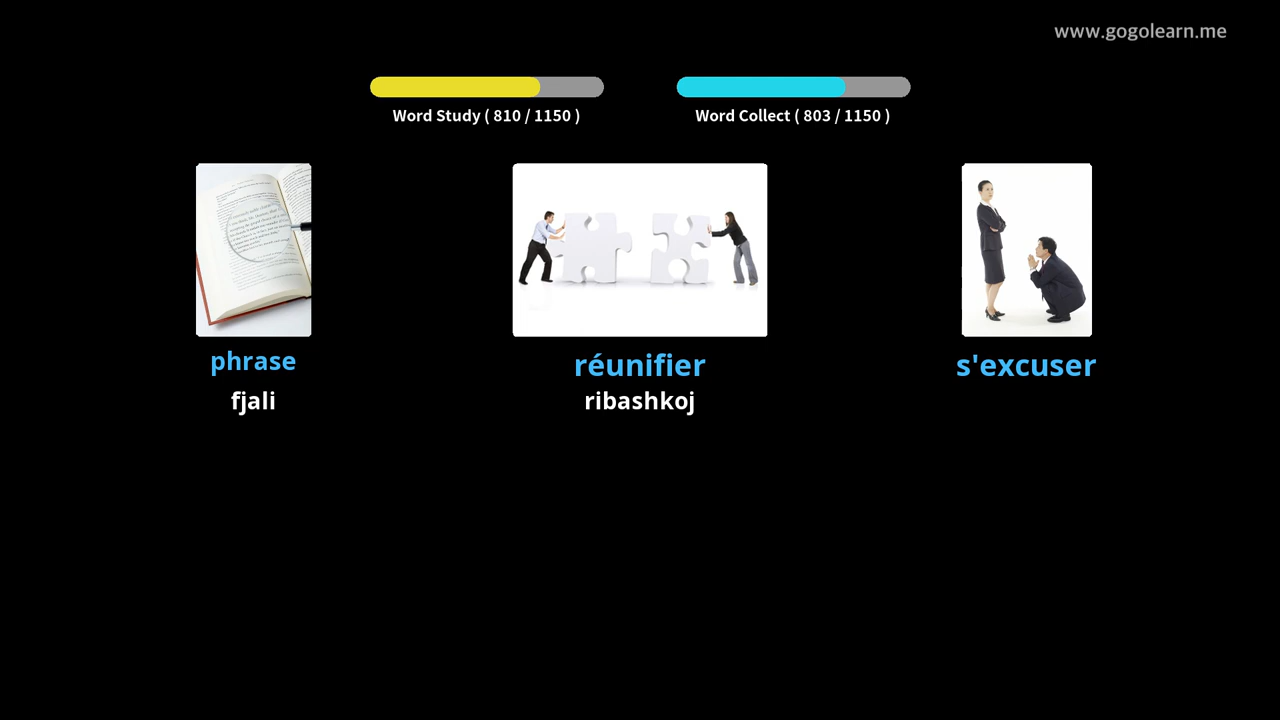 www.gogolearn.me
Word Study ( 810 / 1150 )
Word Collect ( 803 / 1150 )
phrase
fjali
réunifier
ribashkoj
s'excuser